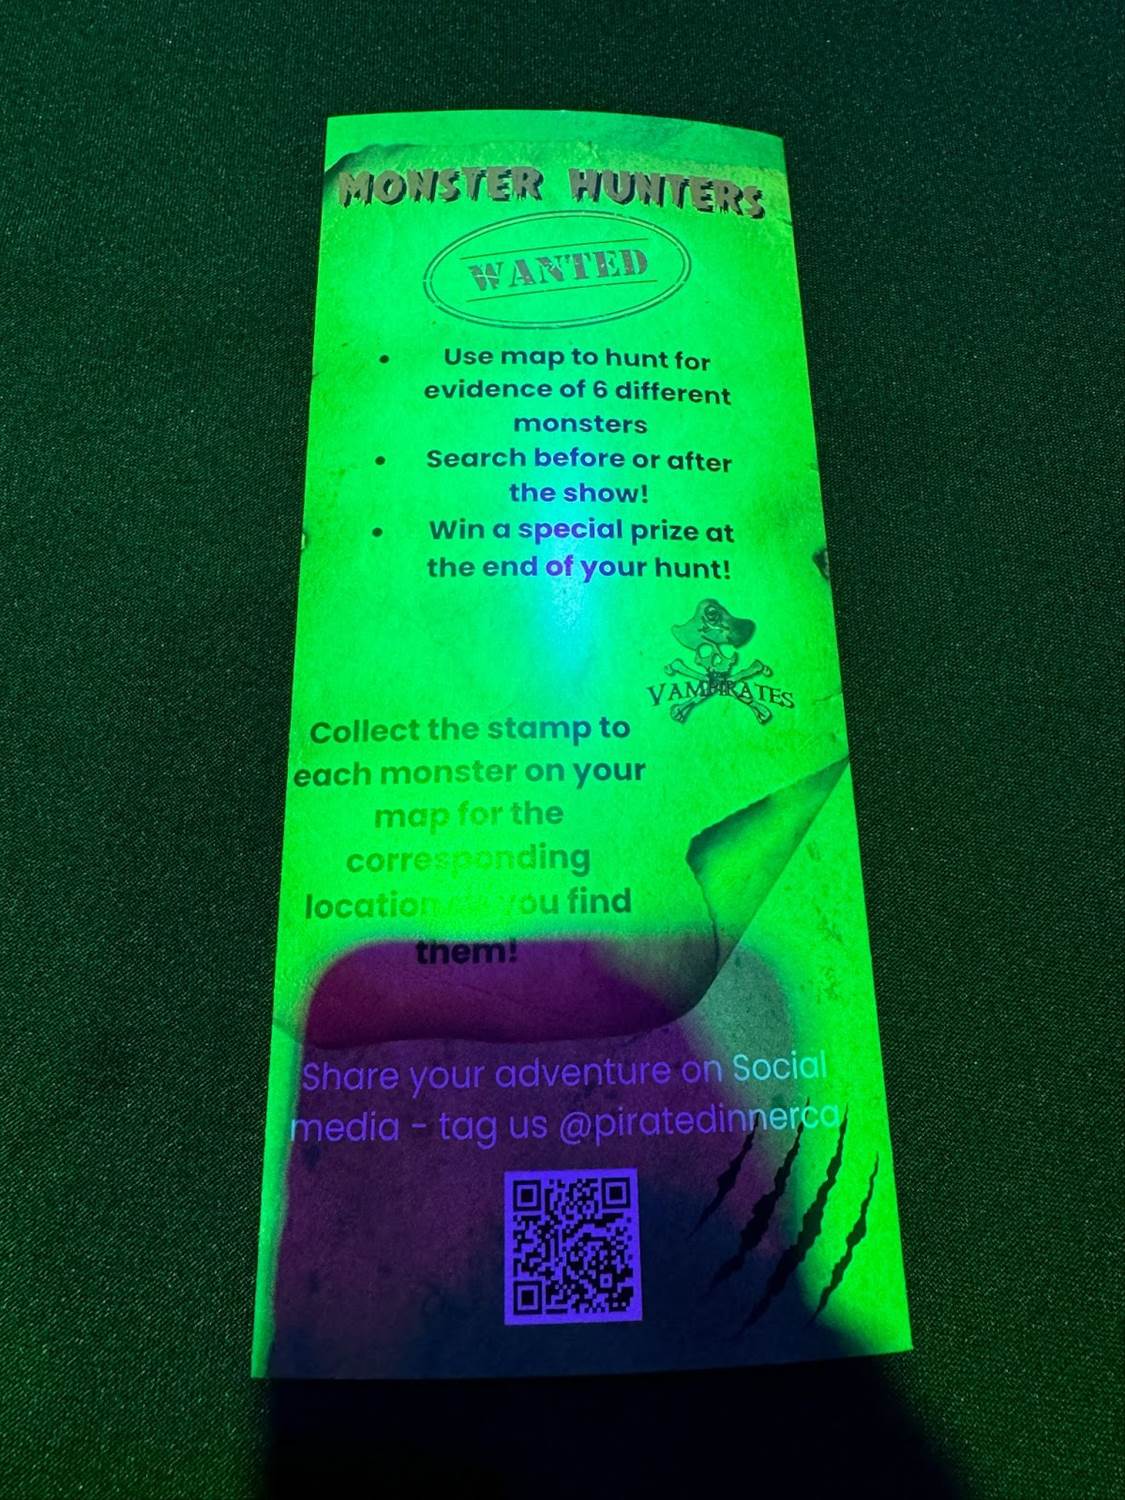 MONSTER HUNTERS
WANTED
• Use map to hunt for
evidence of 6 different
monsters
• Search before or after
the show!
• Win a special prize at
the end of your hunt!
VAMPIRATES
Collect the stamp to
each monster on your
map for the
corresponding
location as you find
them!
Share your adventure on Social
media - tag us @piratedinnerca